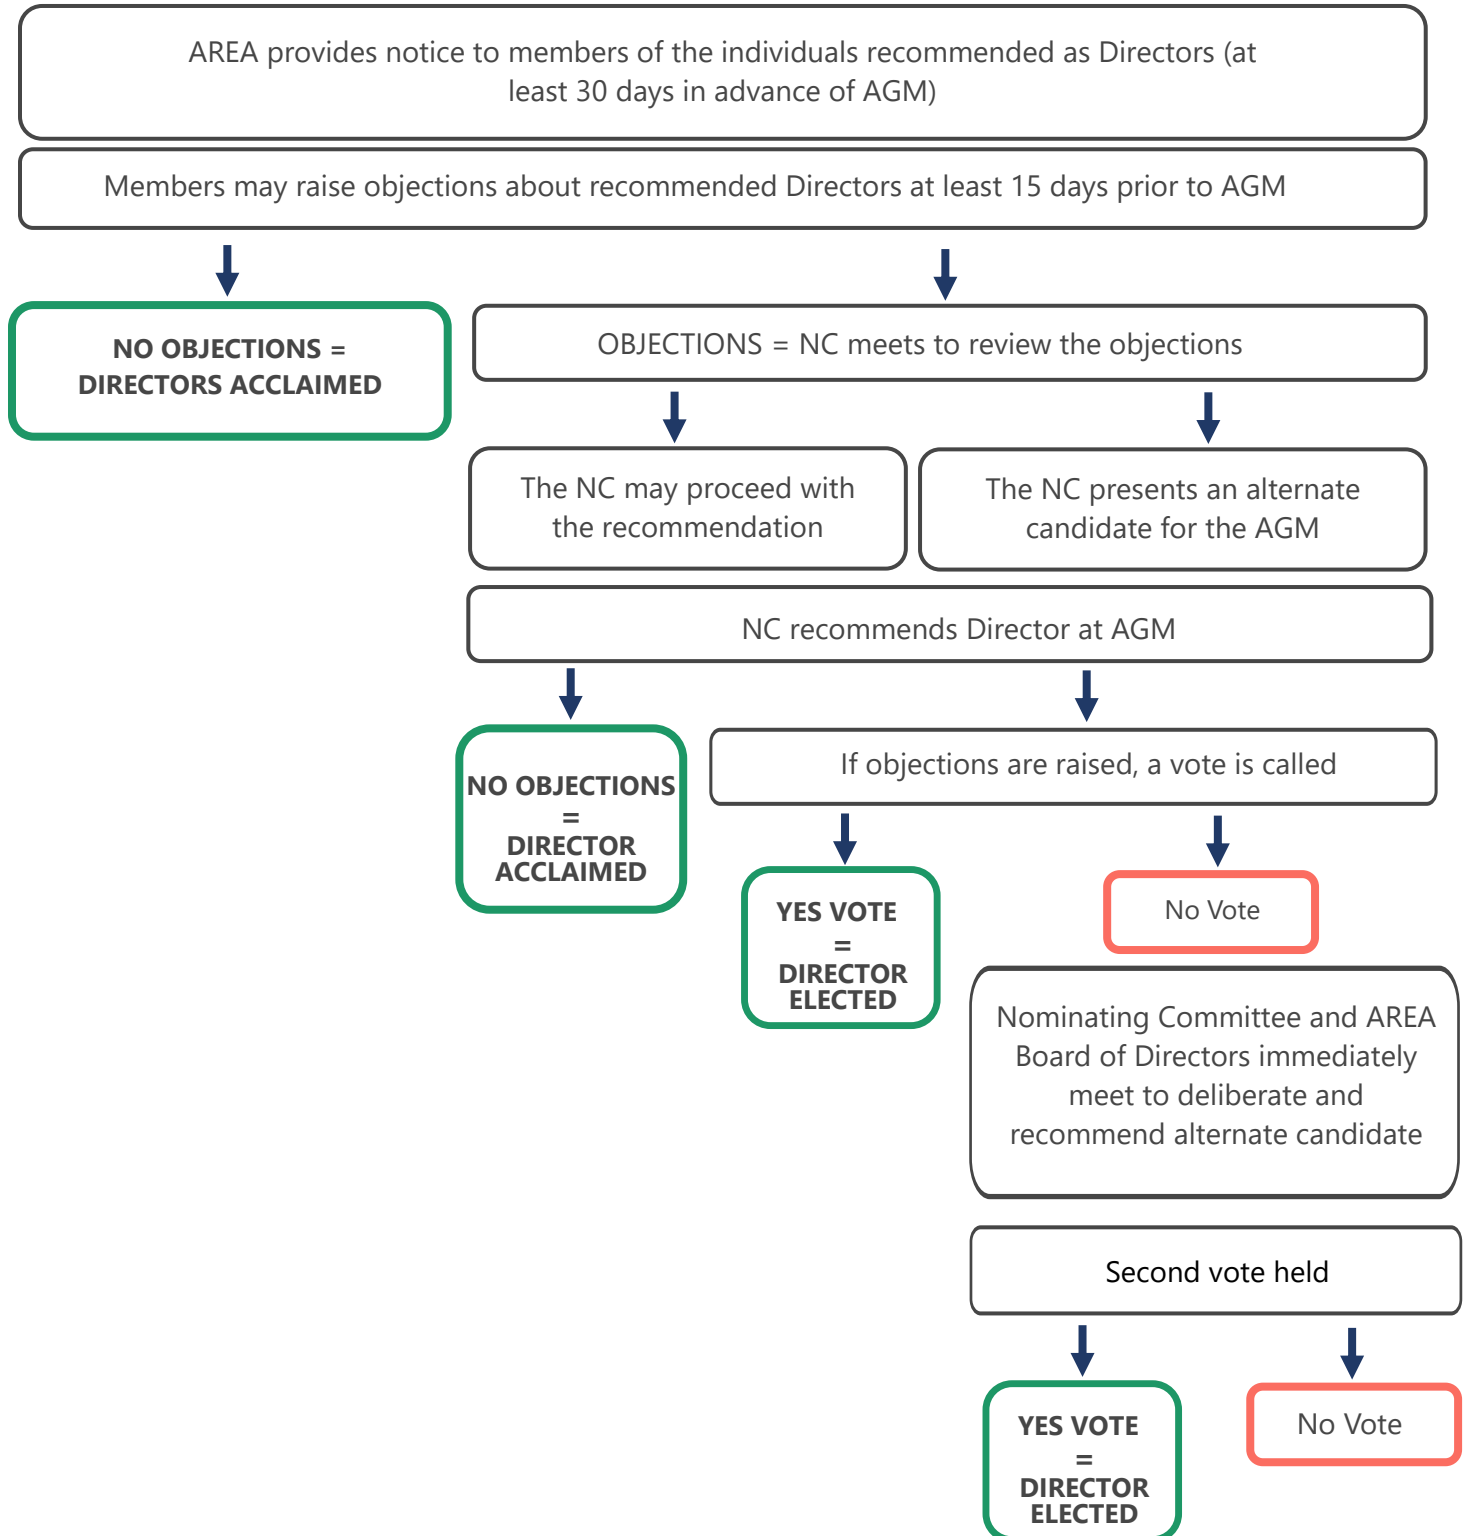 AREA provides notice to members of the individuals recommended as Directors (at
least 30 days in advance of AGM)
Members may raise objections about recommended Directors at least 15 days prior to AGM
NO OBJECTIONS =
DIRECTORS ACCLAIMED
OBJECTIONS = NC meets to review the objections
The NC may proceed with
the recommendation
The NC presents an alternate
candidate for the AGM
NC recommends Director at AGM
NO OBJECTIONS
=
DIRECTOR
ACCLAIMED
If objections are raised, a vote is called
YES VOTE
=
DIRECTOR
ELECTED
No Vote
Nominating Committee and AREA
Board of Directors immediately
meet to deliberate and
recommend alternate candidate
Second vote held
YES VOTE
=
DIRECTOR
ELECTED
No Vote